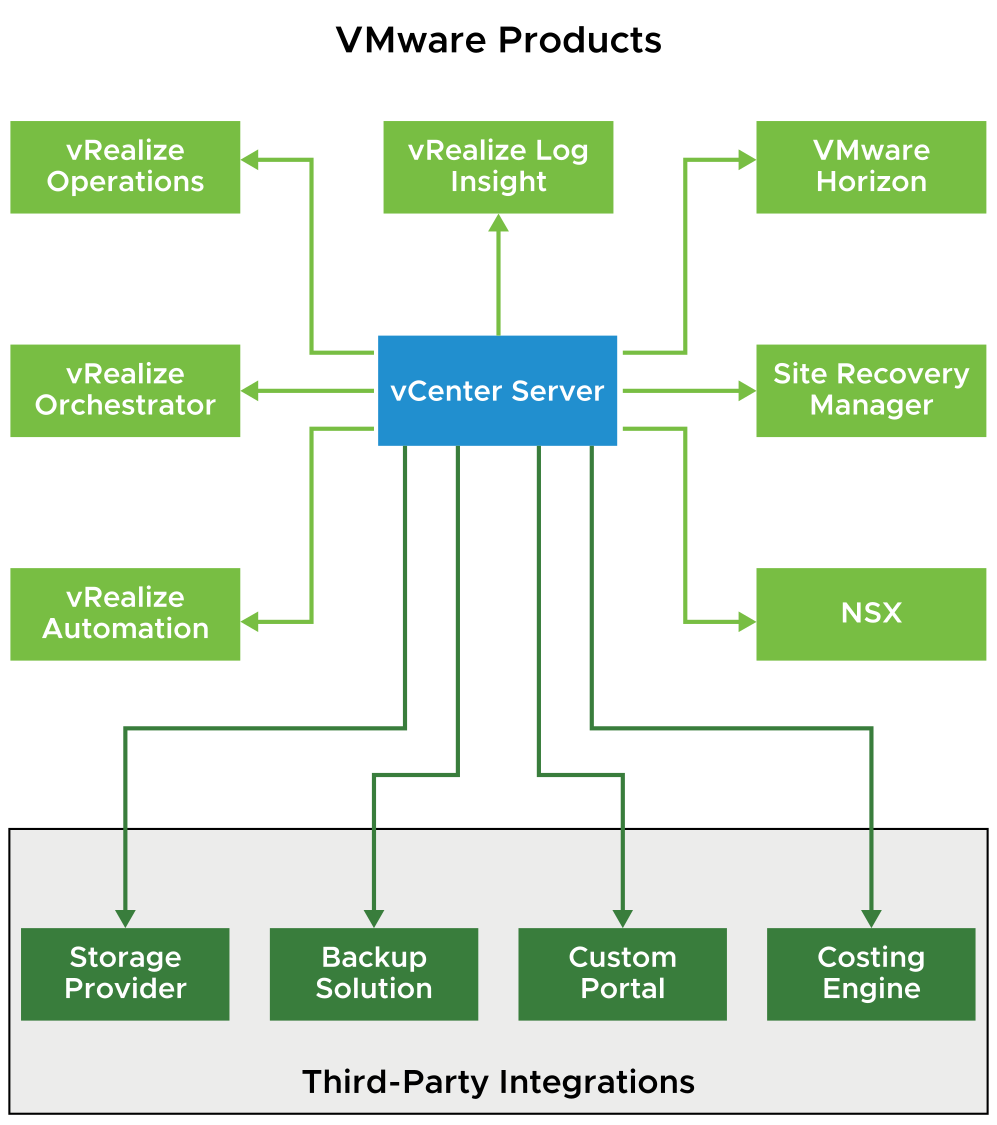 VMware Products
vRealize
Operations
vRealize Log
Insight
VMware
Horizon
vRealize
Orchestrator
vCenter Server
Site Recovery
Manager
vRealize
Automation
NSX
Storage
Provider
Backup
Solution
Custom
Portal
Costing
Engine
Third-Party Integrations